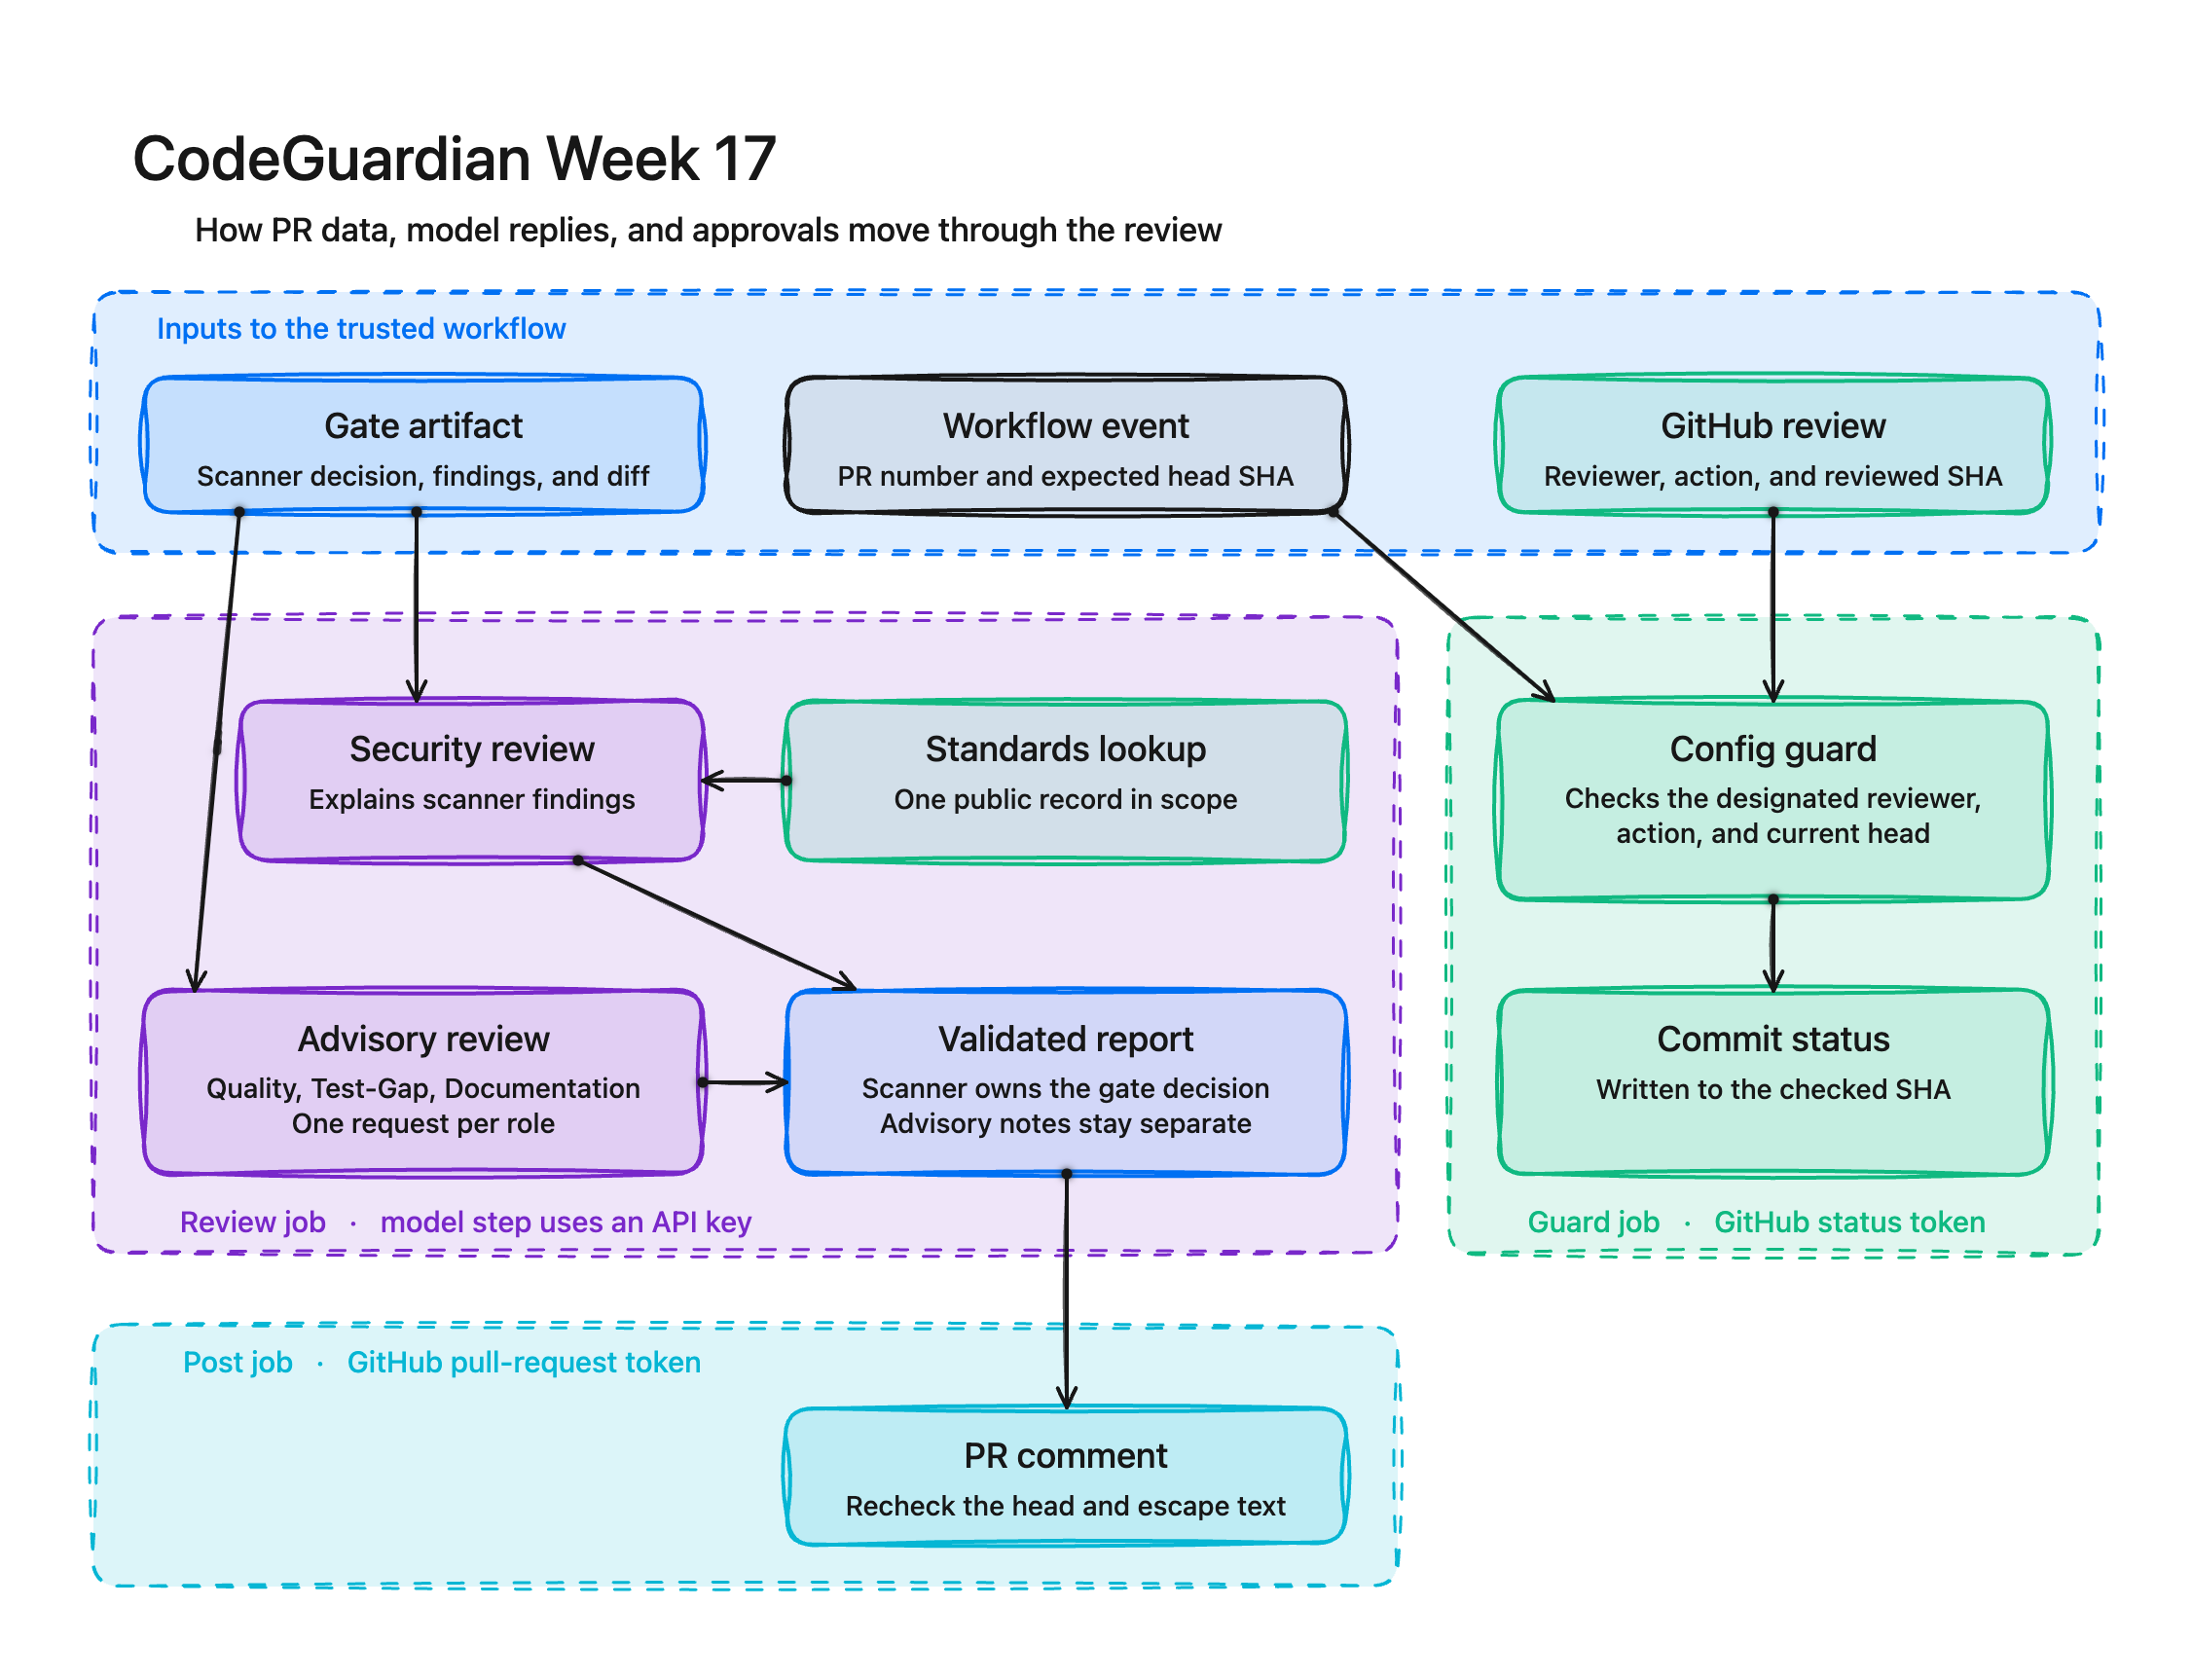 CodeGuardian Week 17
How PR data, model replies, and approvals move through the review
Inputs to the trusted workflow
Gate artifact
Scanner decision, findings, and diff
Workflow event
PR number and expected head SHA
GitHub review
Reviewer, action, and reviewed SHA
Security review
Explains scanner findings
Standards lookup
One public record in scope
Config guard
Checks the designated reviewer,
action, and current head
Advisory review
Quality, Test-Gap, Documentation
One request per role
Validated report
Scanner owns the gate decision
Advisory notes stay separate
Commit status
Written to the checked SHA
Review job · model step uses an API key
Guard job · GitHub status token
Post job · GitHub pull-request token
PR comment
Recheck the head and escape text